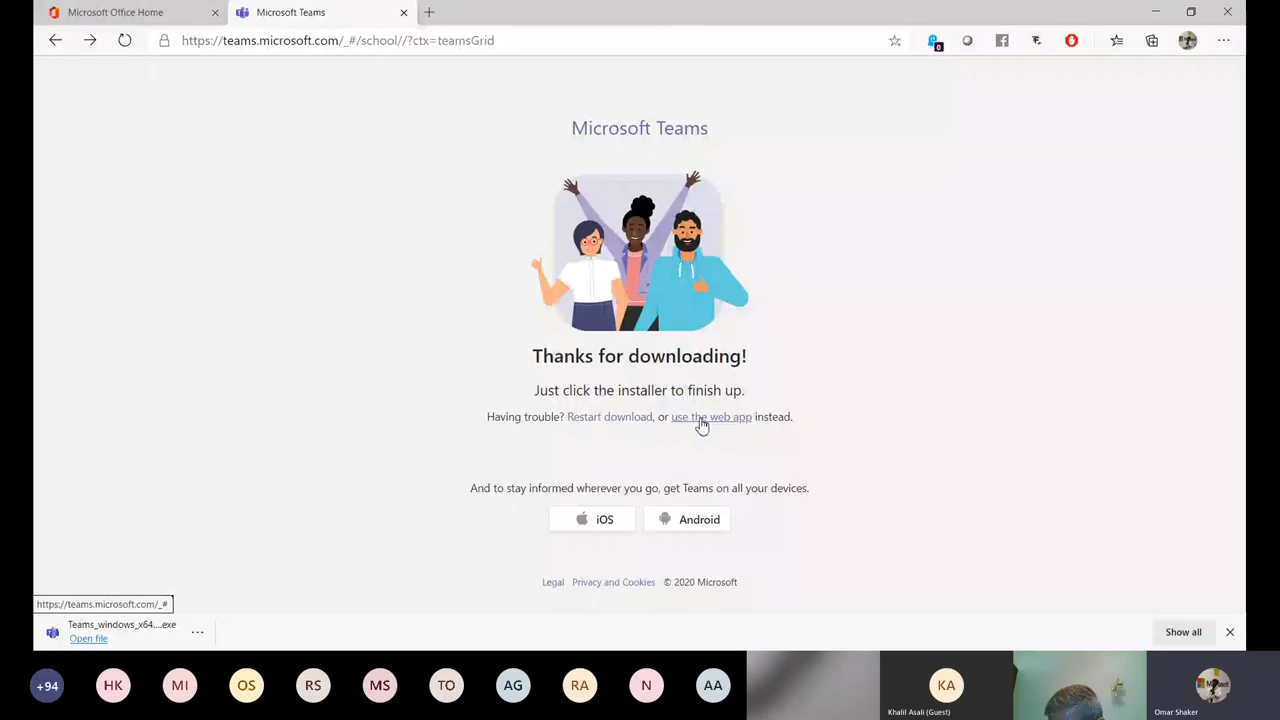 Microsoft Office Home
Microsoft Teams
https://teams.microsoft.com/_#/school//?ctx=teamsGrid
0
Microsoft Teams
Thanks for downloading!
Just click the installer to finish up.
Having trouble? Restart download, or use the web app instead.
And to stay informed wherever you go, get Teams on all your devices.
iOS
Android
Legal Privacy and Cookies © 2020 Microsoft
https://teams.microsoft.com/_#
Teams_windows_x64....exe
Open file
Show all
+94
HK
MI
OS
RS
MS
TO
AG
RA
N
AA
KA
Khalil Asali (Guest)
Omar Shaker